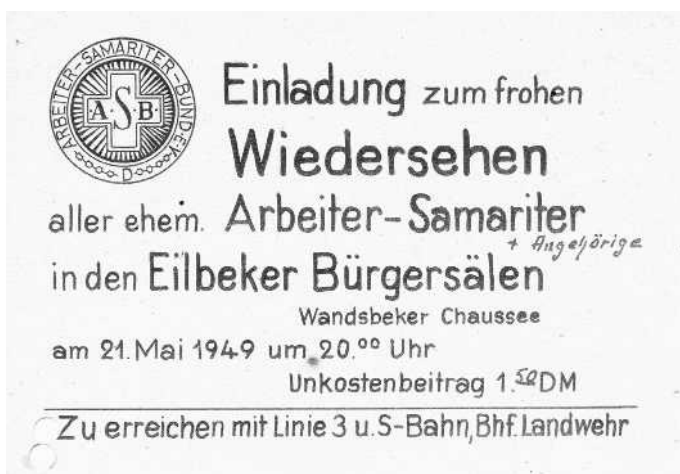 ARBEITER-SAMARITER-BUND E.V.
D
A.S.B.
Einladung zum frohen
Wiedersehen
aller ehem. Arbeiter-Samariter
+ Angehörige
in den Eilbeker Bürgersälen
Wandsbeker Chaussee
am 21. Mai 1949 um 20.⁰⁰ Uhr
Unkostenbeitrag 1.⁵⁰ DM
Zu erreichen mit Linie 3 u. S-Bahn, Bhf. Landwehr